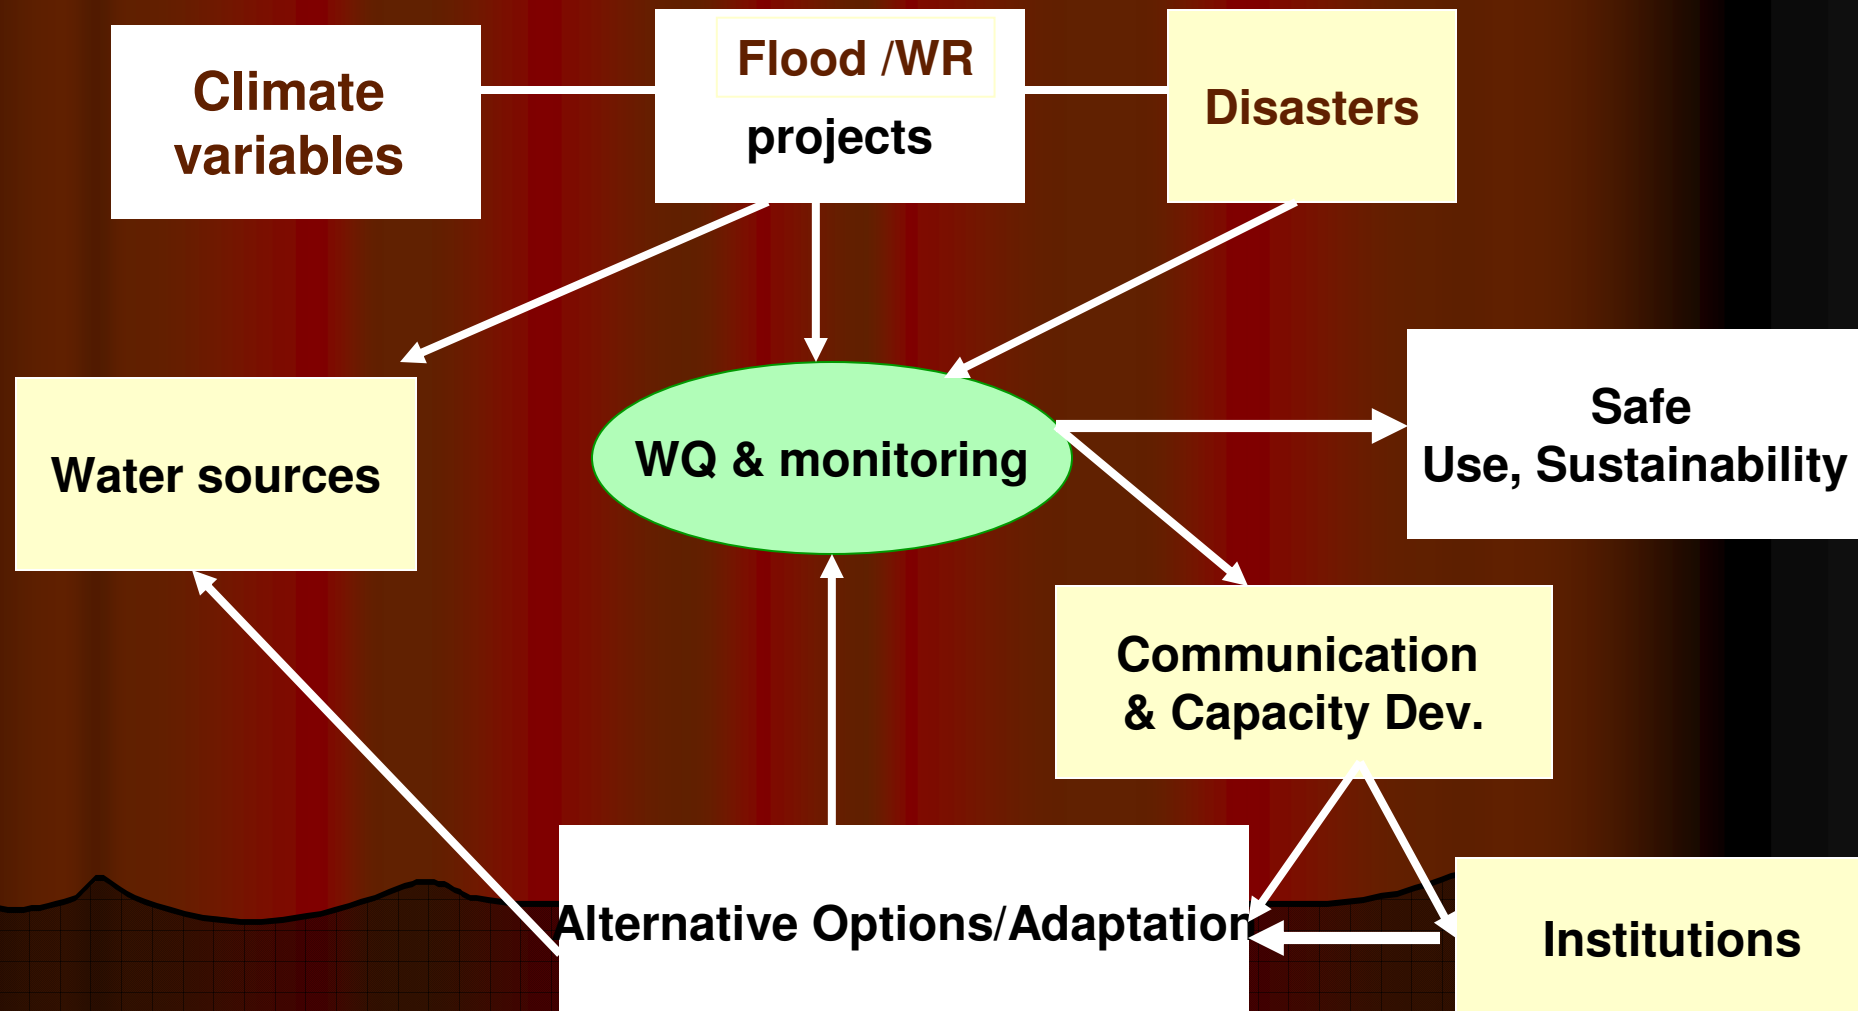 Climate
variables
Flood /WR
projects
Disasters
Water sources
WQ & monitoring
Safe
Use, Sustainability
Communication
& Capacity Dev.
Alternative Options/Adaptation
Institutions